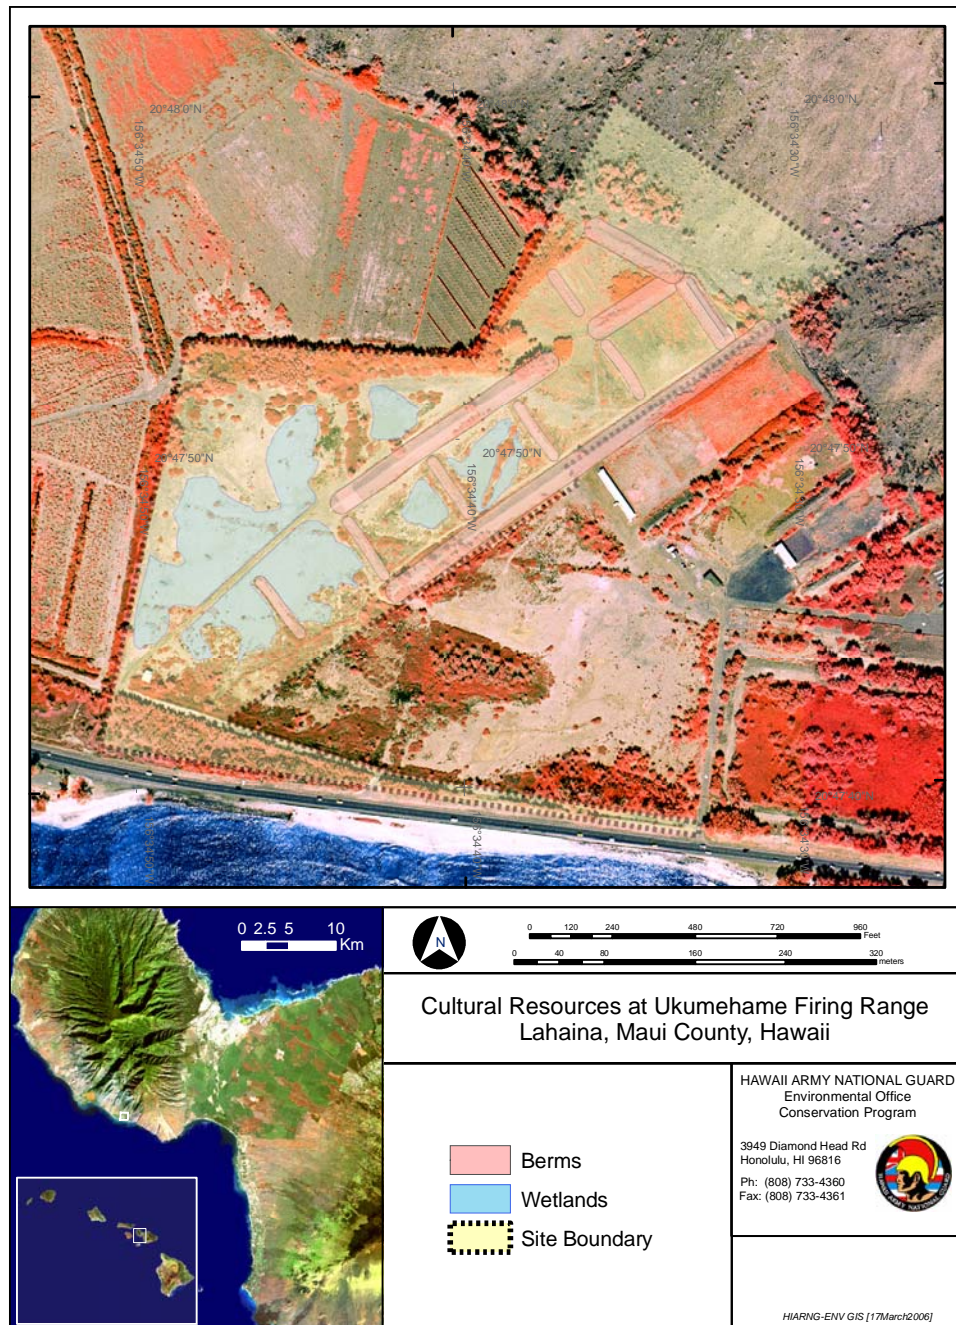 20°48'0"N
20°48'0"N
156°34'50"W
156°34'30"W
20°47'50"N
20°47'50"N
20°47'50"N
156°34'40"W
0 2.5 5 10
Km
N
0 120 240 480 720 960
Feet
0 40 80 160 240 320
meters
Cultural Resources at Ukumehame Firing Range
Lahaina, Maui County, Hawaii
Berms
Wetlands
Site Boundary
HAWAII ARMY NATIONAL GUARD
Environmental Office
Conservation Program
3949 Diamond Head Rd
Honolulu, HI 96816
Ph: (808) 733-4360
Fax: (808) 733-4361
HAWAII ARMY NATIONAL GUARD
HIARNG-ENV GIS [17March2006]